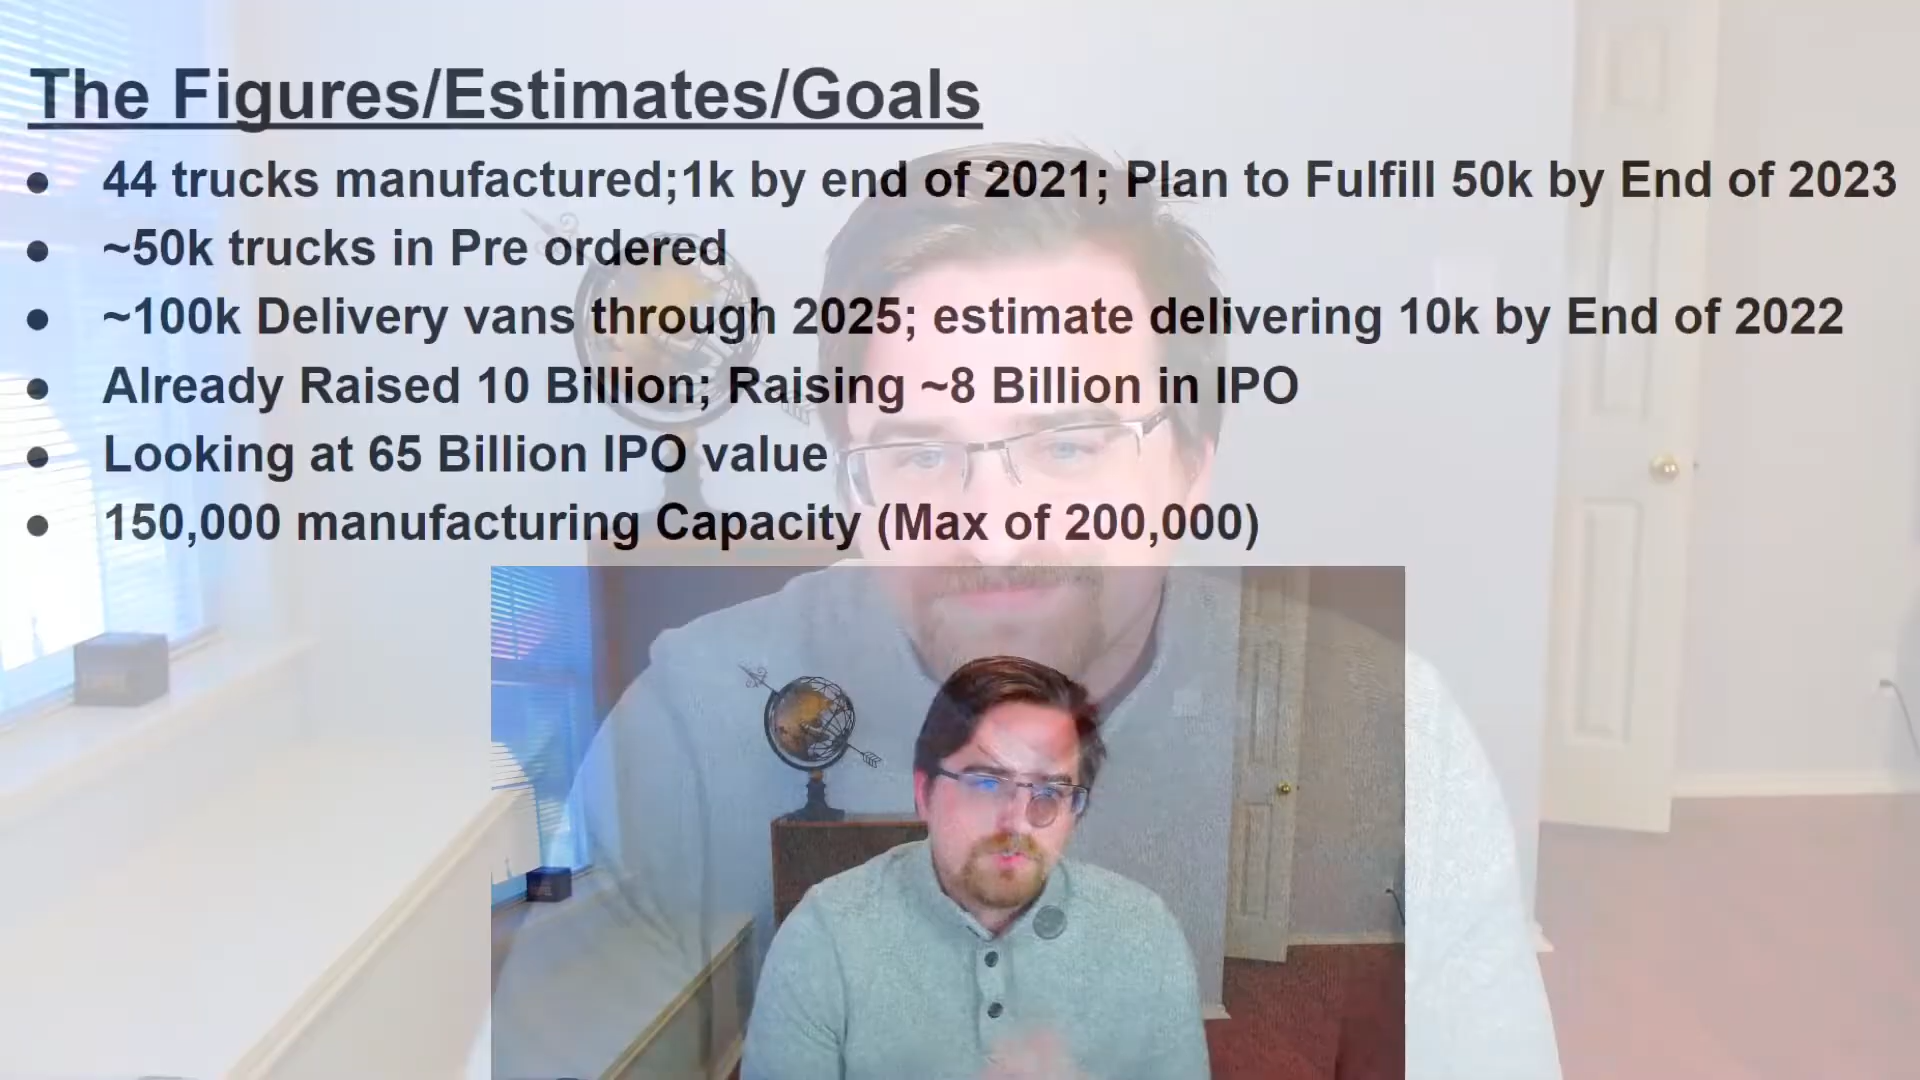 The Figures/Estimates/Goals
● 44 trucks manufactured;1k by end of 2021; Plan to Fulfill 50k by End of 2023
● ~50k trucks in Pre ordered
● ~100k Delivery vans through 2025; estimate delivering 10k by End of 2022
● Already Raised 10 Billion; Raising ~8 Billion in IPO
● Looking at 65 Billion IPO value
● 150,000 manufacturing Capacity (Max of 200,000)